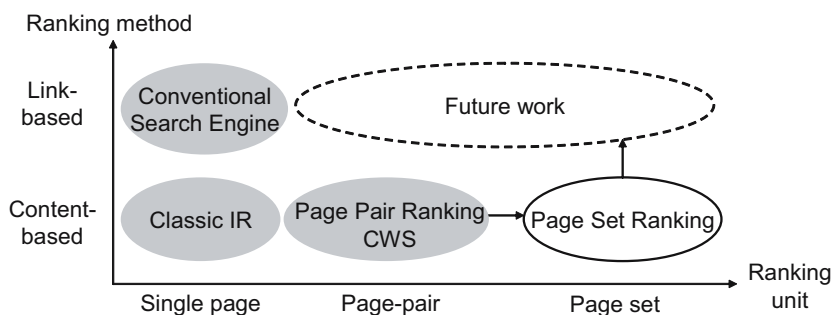 Ranking method
Link-
based
Conventional
Search Engine
Future work
Content-
based
Classic IR
Page Pair Ranking
CWS
Page Set Ranking
Single page
Page-pair
Page set
Ranking
unit